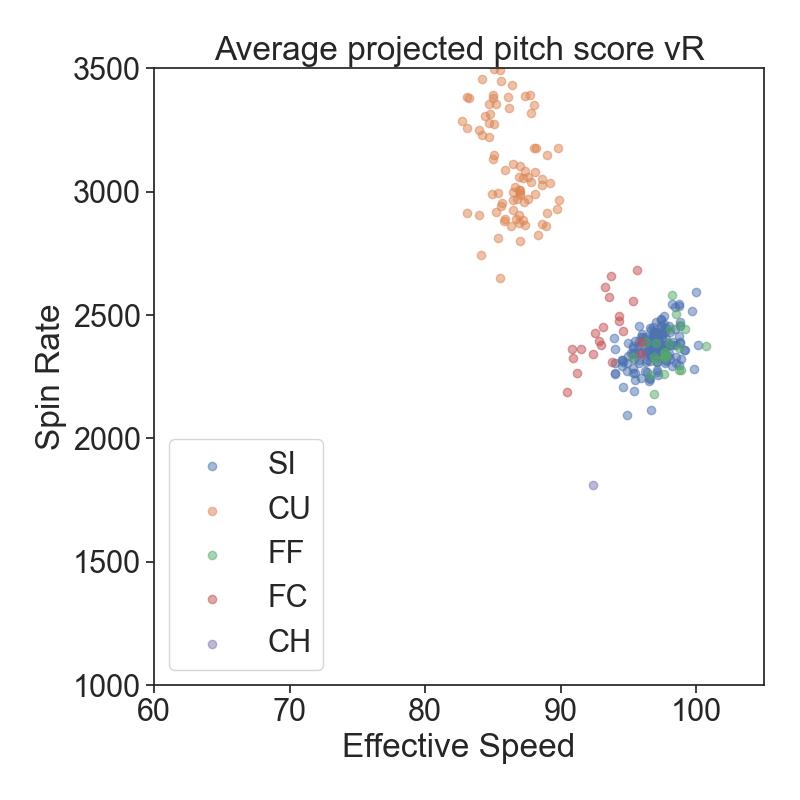 Average projected pitch score vR
3500
3000
2500
2000
1500
1000
Spin Rate
SI
CU
FF
FC
CH
60
70
80
90
100
Effective Speed